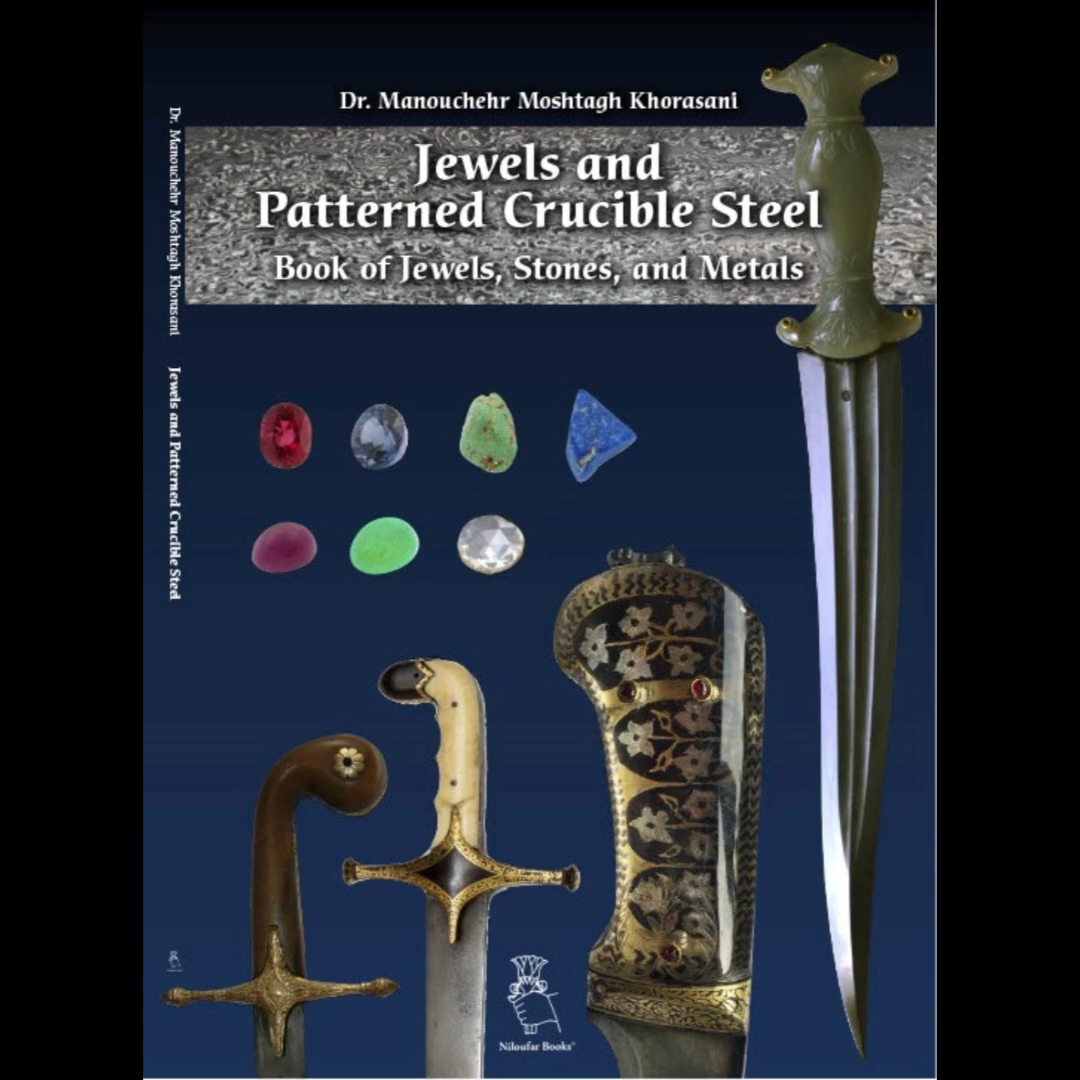 Dr. Manouchehr Moshtagh Khorasani
Jewels and
Patterned Crucible Steel
Book of Jewels, Stones, and Metals
Dr. Manouchehr Moshtagh Khorasani
Jewels and Patterned Crucible Steel
Niloufar Books®